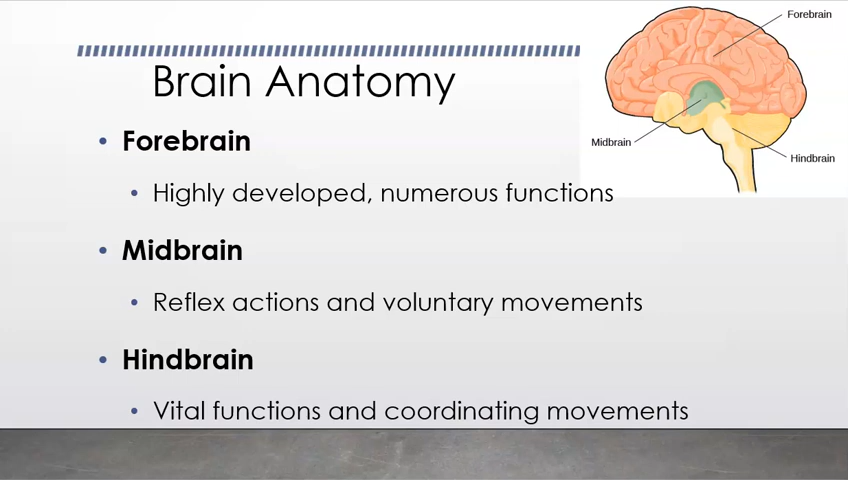 Forebrain
Brain Anatomy
• Forebrain
Midbrain
Hindbrain
• Highly developed, numerous functions
• Midbrain
• Reflex actions and voluntary movements
• Hindbrain
• Vital functions and coordinating movements